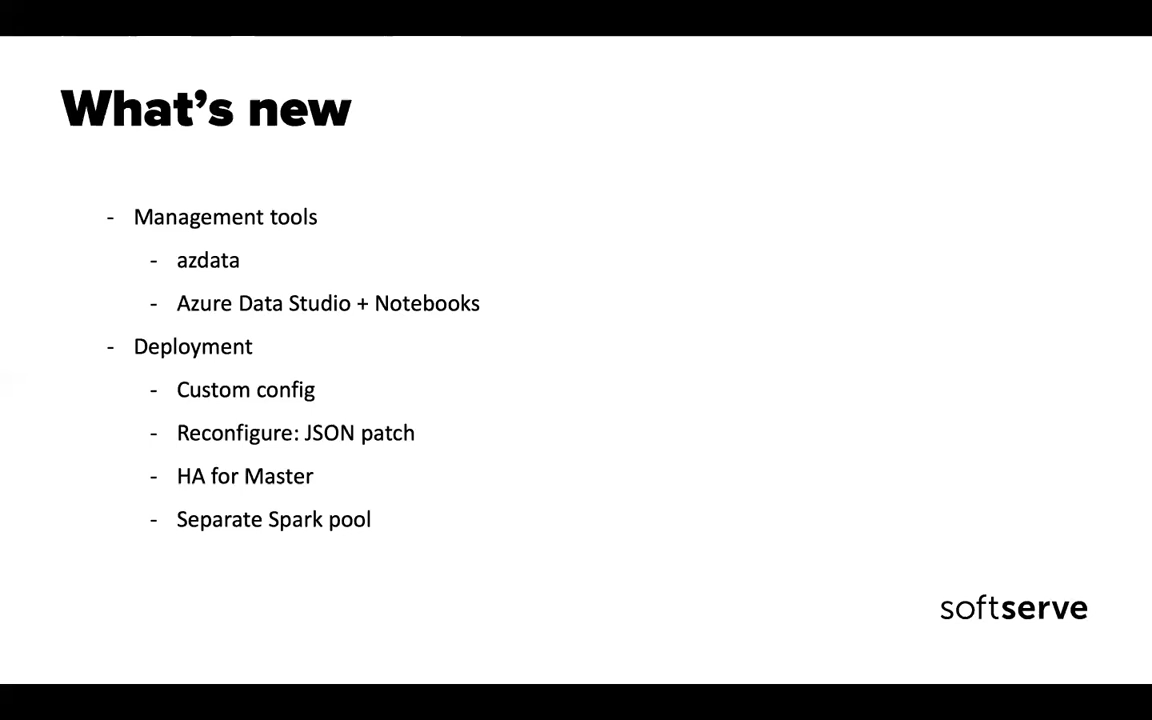 What's new
- Management tools
- azdata
- Azure Data Studio + Notebooks
- Deployment
- Custom config
- Reconfigure: JSON patch
- HA for Master
- Separate Spark pool
softserve